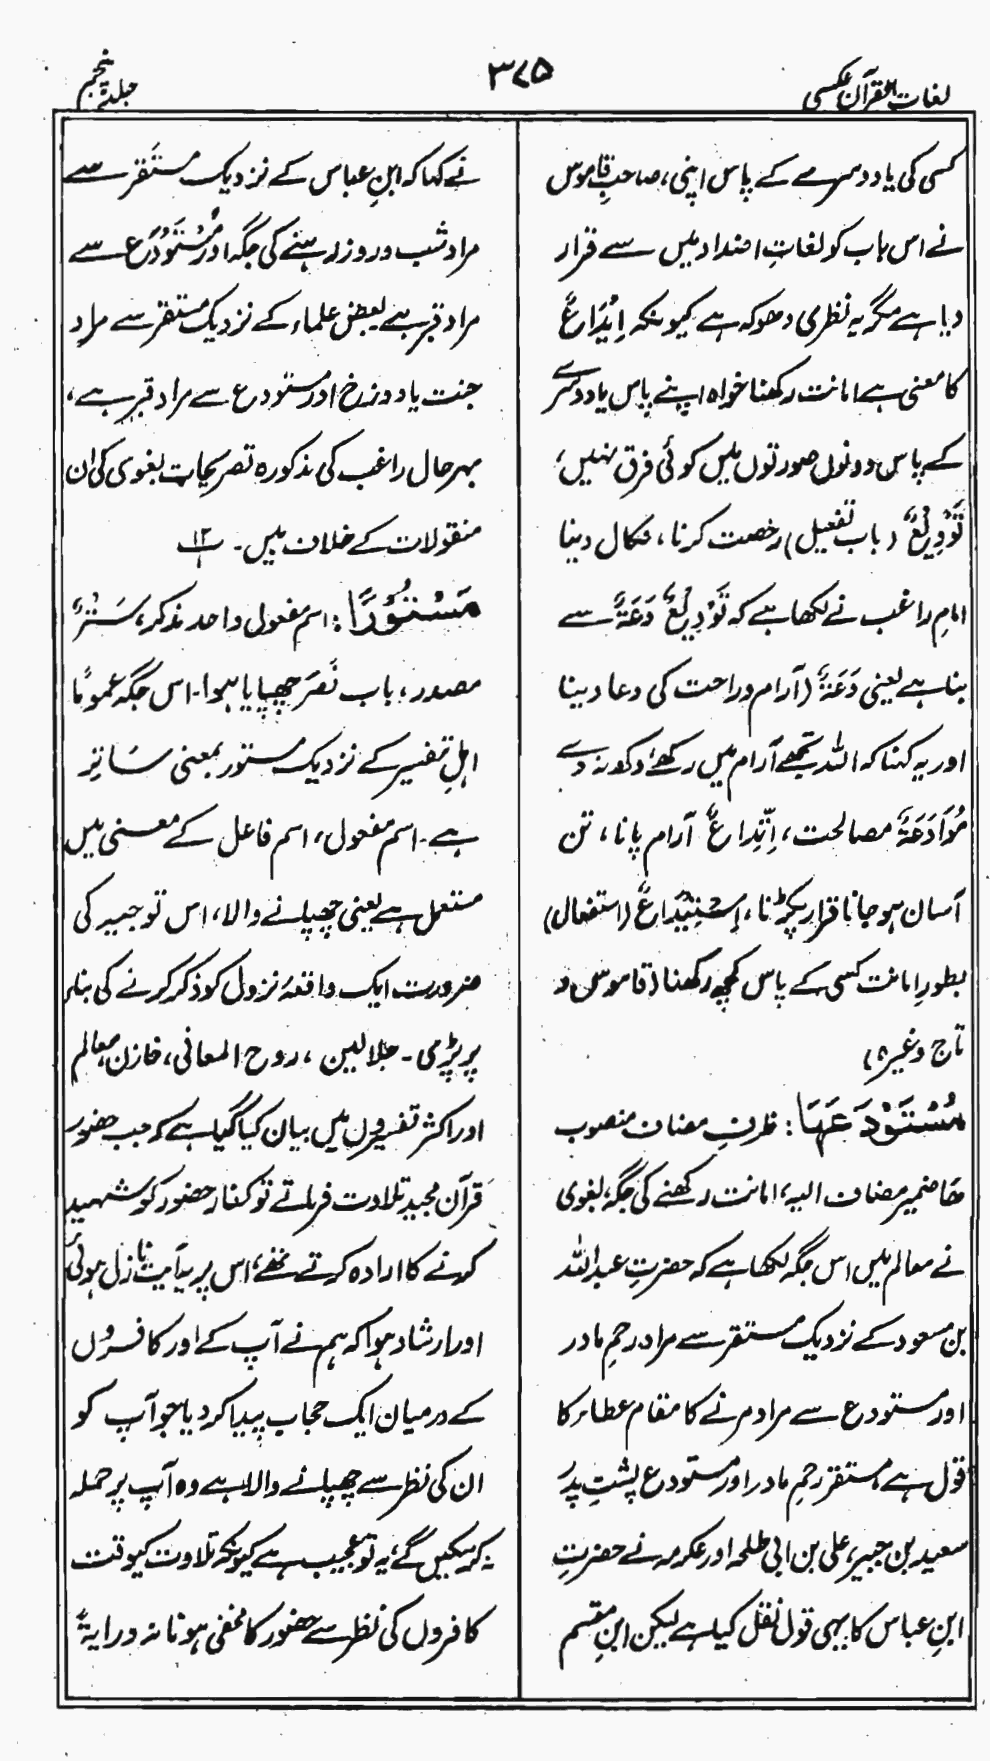 لغات القرآن عکسی
۳۷۵
جلد پنجم
کسی کی یا دوسرے کے پاس اپنی، صاحبِ قاموس
نے اس باب کو لغاتِ اضداد میں سے قرار
دیا ہے مگر یہ نظری دھوکہ ہے کیونکہ اِیْدَاعٌ
کا معنی ہے امانت رکھنا خواہ اپنے پاس یا دوسرے
کے پاس دونوں صورتوں میں کوئی فرق نہیں،
تَوْدِیْعٌ (باب تفعیل) رخصت کرنا، نکال دینا
امام راغب نے لکھا ہے کہ تَوْدِیْعٌ دَعَۃٌ سے
بنا ہے یعنی دَعَۃٌ (آرام و راحت کی دعا دینا
اور یہ کہنا کہ اللہ تجھے آرام میں رکھے، دکھ نہ دے
مُوَادَعَۃٌ مصالحت، اِتِّدَاعٌ آرام پانا، تن
آسان ہو جانا قرار پکڑنا، اِسْتِیْدَاعٌ (استفعال)
بطورِ امانت کسی کے پاس کچھ رکھنا (قاموس و
تاج وغیرہ)
مُسْتَوْدَعَهَا: ظرفِ مضاف منصوب
ھا ضمیر مضاف الیہ، امانت رکھنے کی جگہ، بغوی
نے معالم میں اس جگہ لکھا ہے کہ حضرتِ عبداللہ
بن مسعود کے نزدیک مستقر سے مراد رحمِ مادر
اور مستودع سے مراد مرنے کا مقام عطاء کا
قول ہے مستقر رحمِ مادر اور مستودع پشتِ پدر
سعید بن جبیر، علی بن ابی طلحہ اور عکرمہ نے حضرتِ
ابنِ عباس کا یہی قول نقل کیا ہے لیکن ابنِ مقسم
نے کہا کہ ابنِ عباس کے نزدیک مستَقر سے
مراد شب و روز رہنے کی جگہ اور مُسْتَوْدَع سے
مراد قبر ہے بعض علماء کے نزدیک مستقر سے مراد
جنت یا دوزخ اور مستودع سے مراد قبر ہے،
بہرحال راغب کی مذکورہ تصریحات بغوی کی ان
منقولات کے خلاف ہیں۔ ۱۲
مَسْتُوْرًا: اسم مفعول واحد مذکر، سَتْرٌ
مصدر، باب نَصَرَ چھپایا ہوا۔ اس جگہ عمومًا
اہلِ تفسیر کے نزدیک مستور بمعنی سَاتِر
ہے۔ اسم مفعول، اسم فاعل کے معنی میں
مستعمل ہے یعنی چھپانے والا، اس توجیہ کی
ضرورت ایک واقعۂ نزول کو ذکر کرنے کی بناء
پر پڑی۔ جلالین، روح المعانی، خازن، معالم
اور اکثر تفسیروں میں بیان کیا گیا ہے کہ جب حضور
قرآن مجید تلاوت فرماتے تو کفار حضور کو شہید
کرنے کا ارادہ کرتے تھے، اس پر یہ آیت نازل ہوئی
اور ارشاد ہوا کہ ہم نے آپ کے اور کافروں
کے درمیان ایک حجاب پیدا کر دیا جو آپ کو
ان کی نظر سے چھپانے والا ہے وہ آپ پر حملہ
نہ کر سکیں گے، یہ توجیہ عجیب ہے کیونکہ تلاوت کیوقت
کافروں کی نظر سے حضور کا مخفی ہونا نہ درایۃً